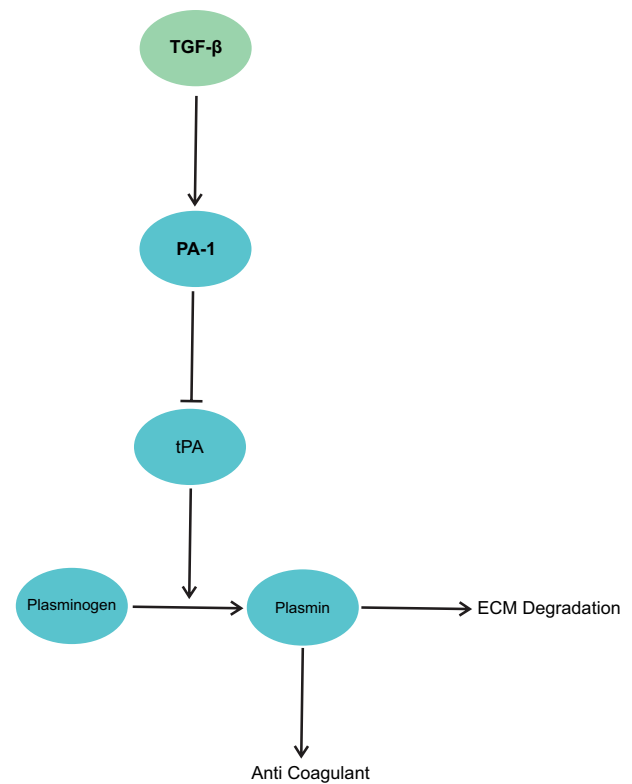 TGF-β
PA-1
tPA
Plasminogen
Plasmin
ECM Degradation
Anti Coagulant